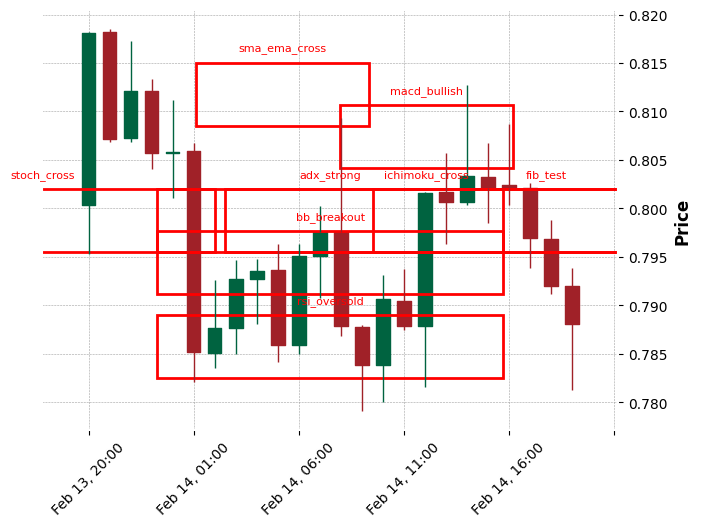 sma_ema_cross
macd_bullish
stoch_cross
adx_strong
ichimoku_cross
fib_test
bb_breakout
rsi_oversold
0.820
0.815
0.810
0.805
0.800
0.795
0.790
0.785
0.780
Price
Feb 13, 20:00
Feb 14, 01:00
Feb 14, 06:00
Feb 14, 11:00
Feb 14, 16:00